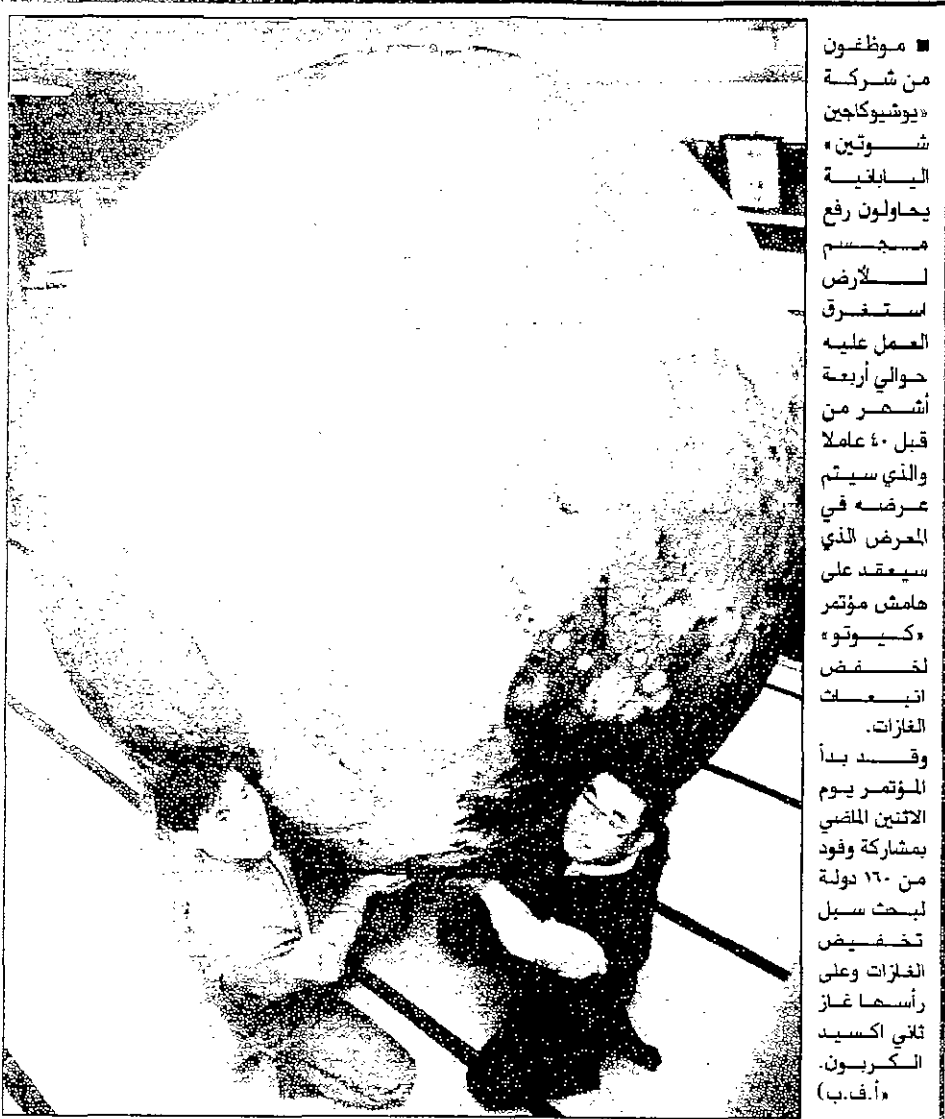 ■ موظفون
من شركة
«يوشيوكاجين
شوتين»
اليابانية
يحاولون رفع
مجسم
للأرض
استغرق
العمل عليه
حوالي أربعة
أشهر من
قبل ٤٠ عاملا
والذي سيتم
عرضه في
المعرض الذي
سيعقد على
هامش مؤتمر
«كيوتو»
لخفض
انبعاث
الغازات.
وقد بدأ
المؤتمر يوم
الاثنين الماضي
بمشاركة وفود
من ١٦٠ دولة
لبحث سبل
تخفيض
الغازات وعلى
رأسها غاز
ثاني اكسيد
الكربون.
«أ.ف.ب)